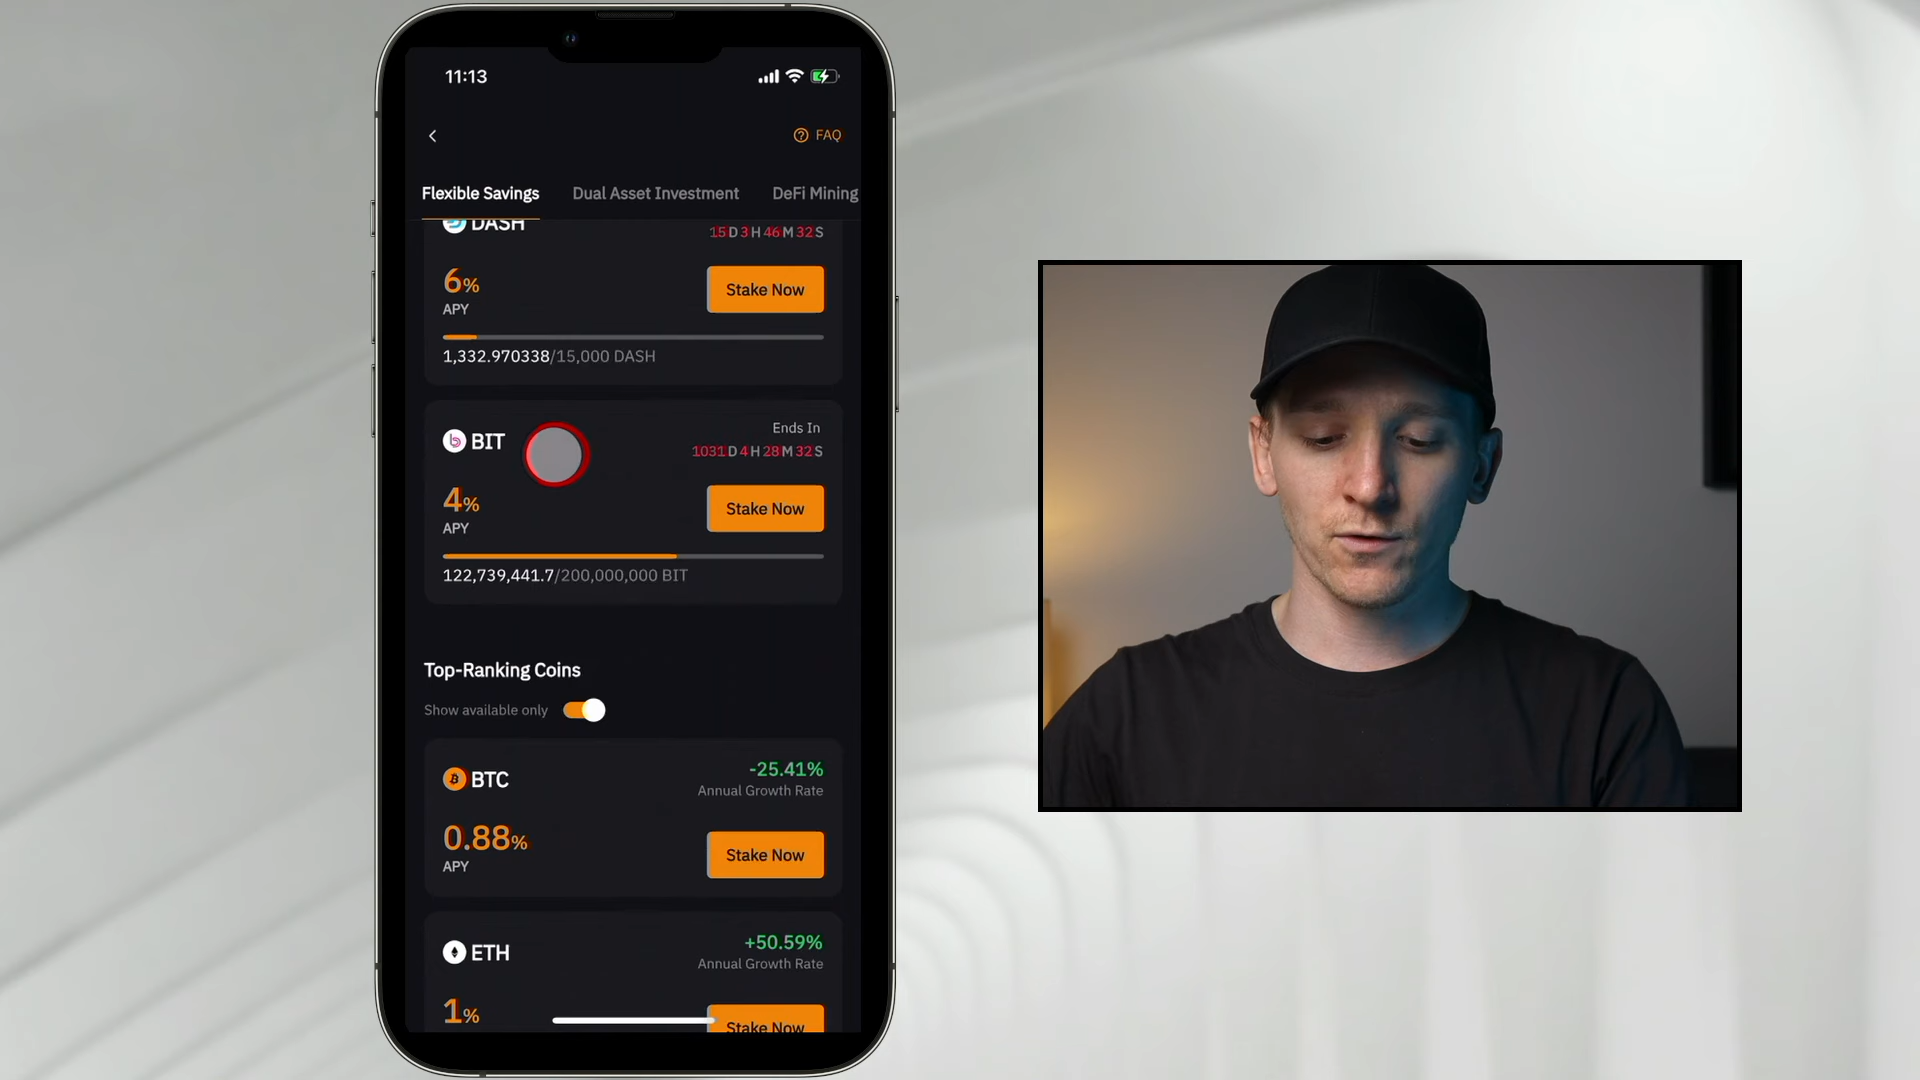 11:13
FAQ
Flexible Savings Dual Asset Investment DeFi Mining
DASH
15 D 3 H 46 M 32 S
6%
APY
Stake Now
1,332.970338/15,000 DASH
BIT
Ends In
1031 D 4 H 28 M 32 S
4%
APY
Stake Now
122,739,441.7/200,000,000 BIT
Top-Ranking Coins
Show available only
BTC
-25.41%
Annual Growth Rate
0.88%
APY
Stake Now
ETH
+50.59%
Annual Growth Rate
1%
Stake Now